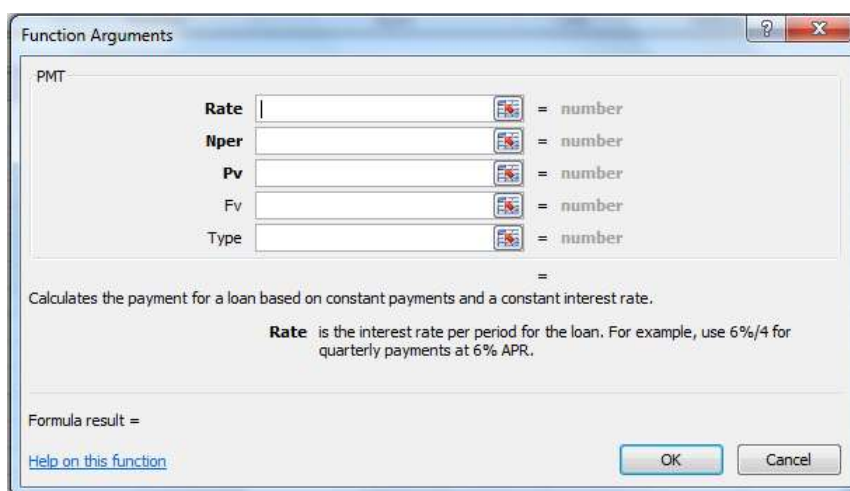 Function Arguments
PMT
Rate = number
Nper = number
Pv = number
Fv = number
Type = number
=
Calculates the payment for a loan based on constant payments and a constant interest rate.
Rate is the interest rate per period for the loan. For example, use 6%/4 for
quarterly payments at 6% APR.
Formula result =
Help on this function
OK Cancel